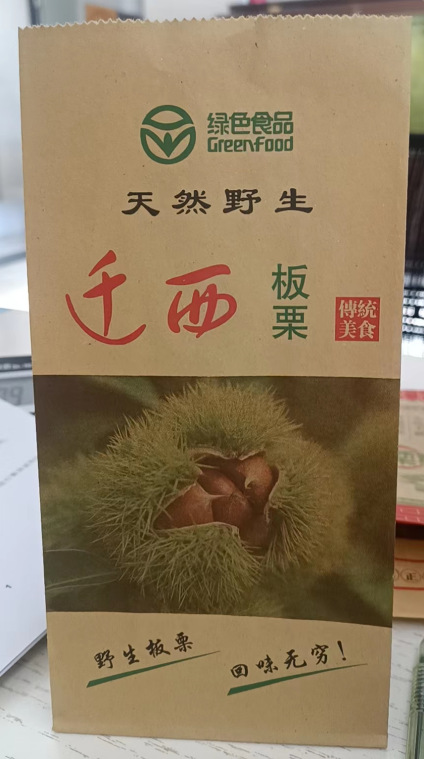 绿色食品
GreenFood
天然野生
迁西
板栗
傳統
美食
野生板栗
回味无穷！